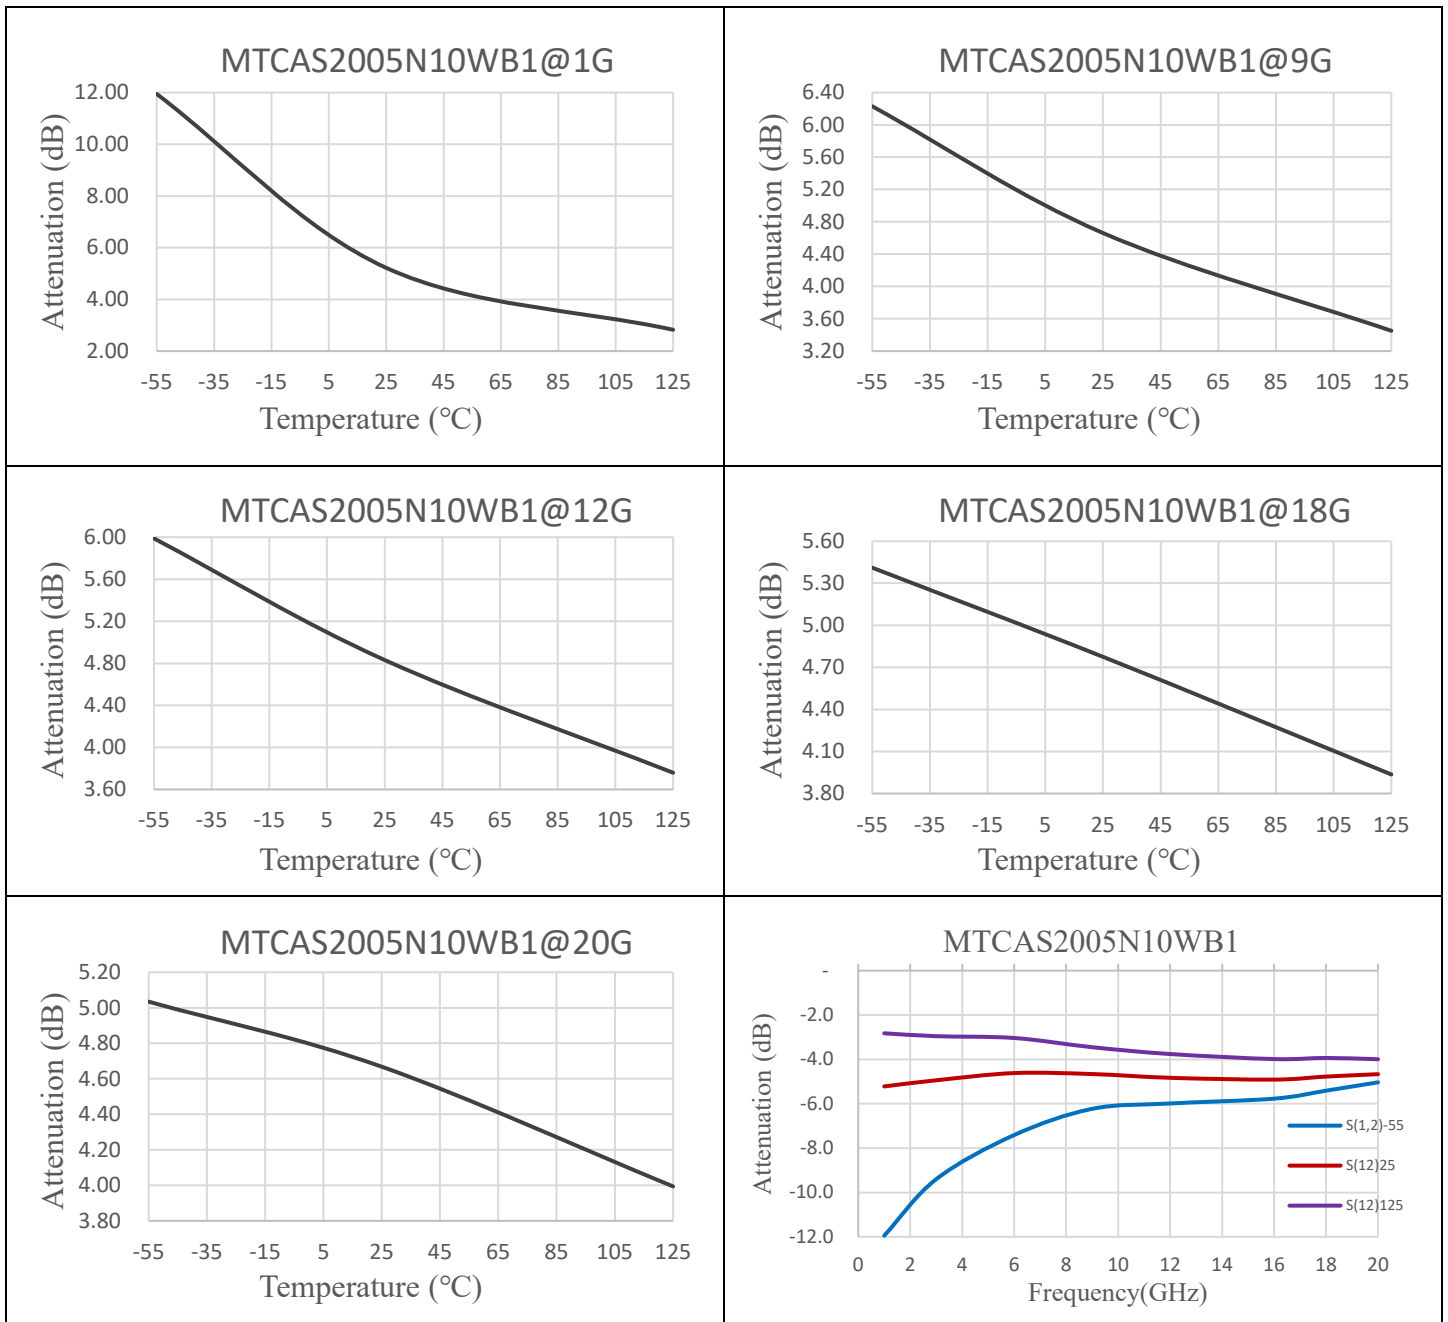 MTCAS2005N10WB1@1G
Attenuation (dB)
12.00
10.00
8.00
6.00
4.00
2.00
-55 -35 -15 5 25 45 65 85 105 125
Temperature (℃)
MTCAS2005N10WB1@9G
Attenuation (dB)
6.40
6.00
5.60
5.20
4.80
4.40
4.00
3.60
3.20
-55 -35 -15 5 25 45 65 85 105 125
Temperature (℃)
MTCAS2005N10WB1@12G
Attenuation (dB)
6.00
5.60
5.20
4.80
4.40
4.00
3.60
-55 -35 -15 5 25 45 65 85 105 125
Temperature (℃)
MTCAS2005N10WB1@18G
Attenuation (dB)
5.60
5.30
5.00
4.70
4.40
4.10
3.80
-55 -35 -15 5 25 45 65 85 105 125
Temperature (℃)
MTCAS2005N10WB1@20G
Attenuation (dB)
5.20
5.00
4.80
4.60
4.40
4.20
4.00
3.80
-55 -35 -15 5 25 45 65 85 105 125
Temperature (℃)
MTCAS2005N10WB1
Attenuation (dB)
-
-2.0
-4.0
-6.0
-8.0
-10.0
-12.0
S(1,2)-55
S(12)25
S(12)125
0 2 4 6 8 10 12 14 16 18 20
Frequency(GHz)